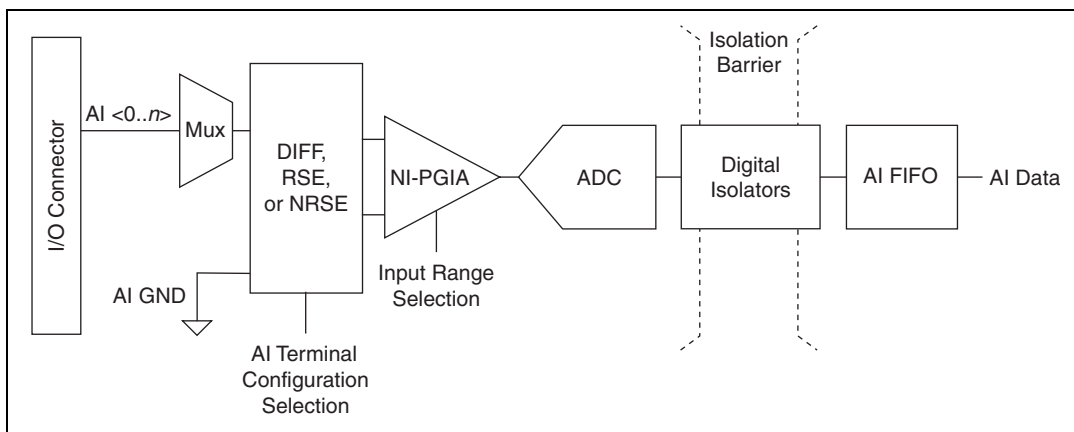 I/O Connector
AI <0..n>
Mux
AI GND
DIFF,
RSE,
or NRSE
AI Terminal
Configuration
Selection
NI-PGIA
Input Range
Selection
ADC
Isolation
Barrier
Digital
Isolators
AI FIFO
AI Data